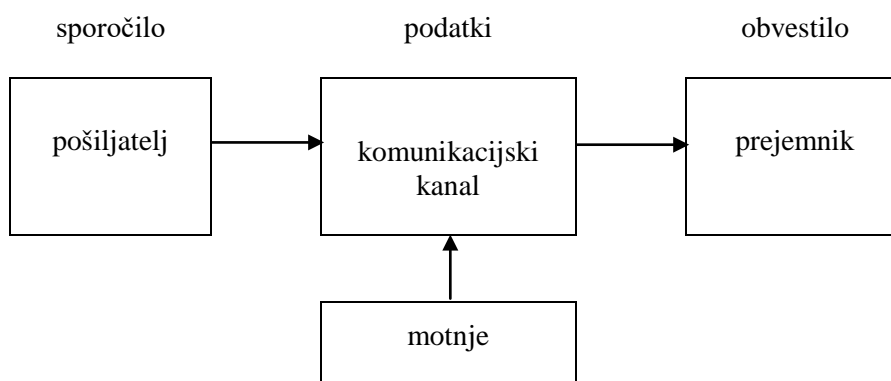 sporočilo
podatki
obvestilo
pošiljatelj
komunikacijski
kanal
prejemnik
motnje